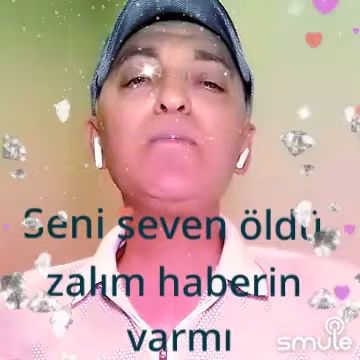 Seni seven öldü
zalım haberin
varmı
smule